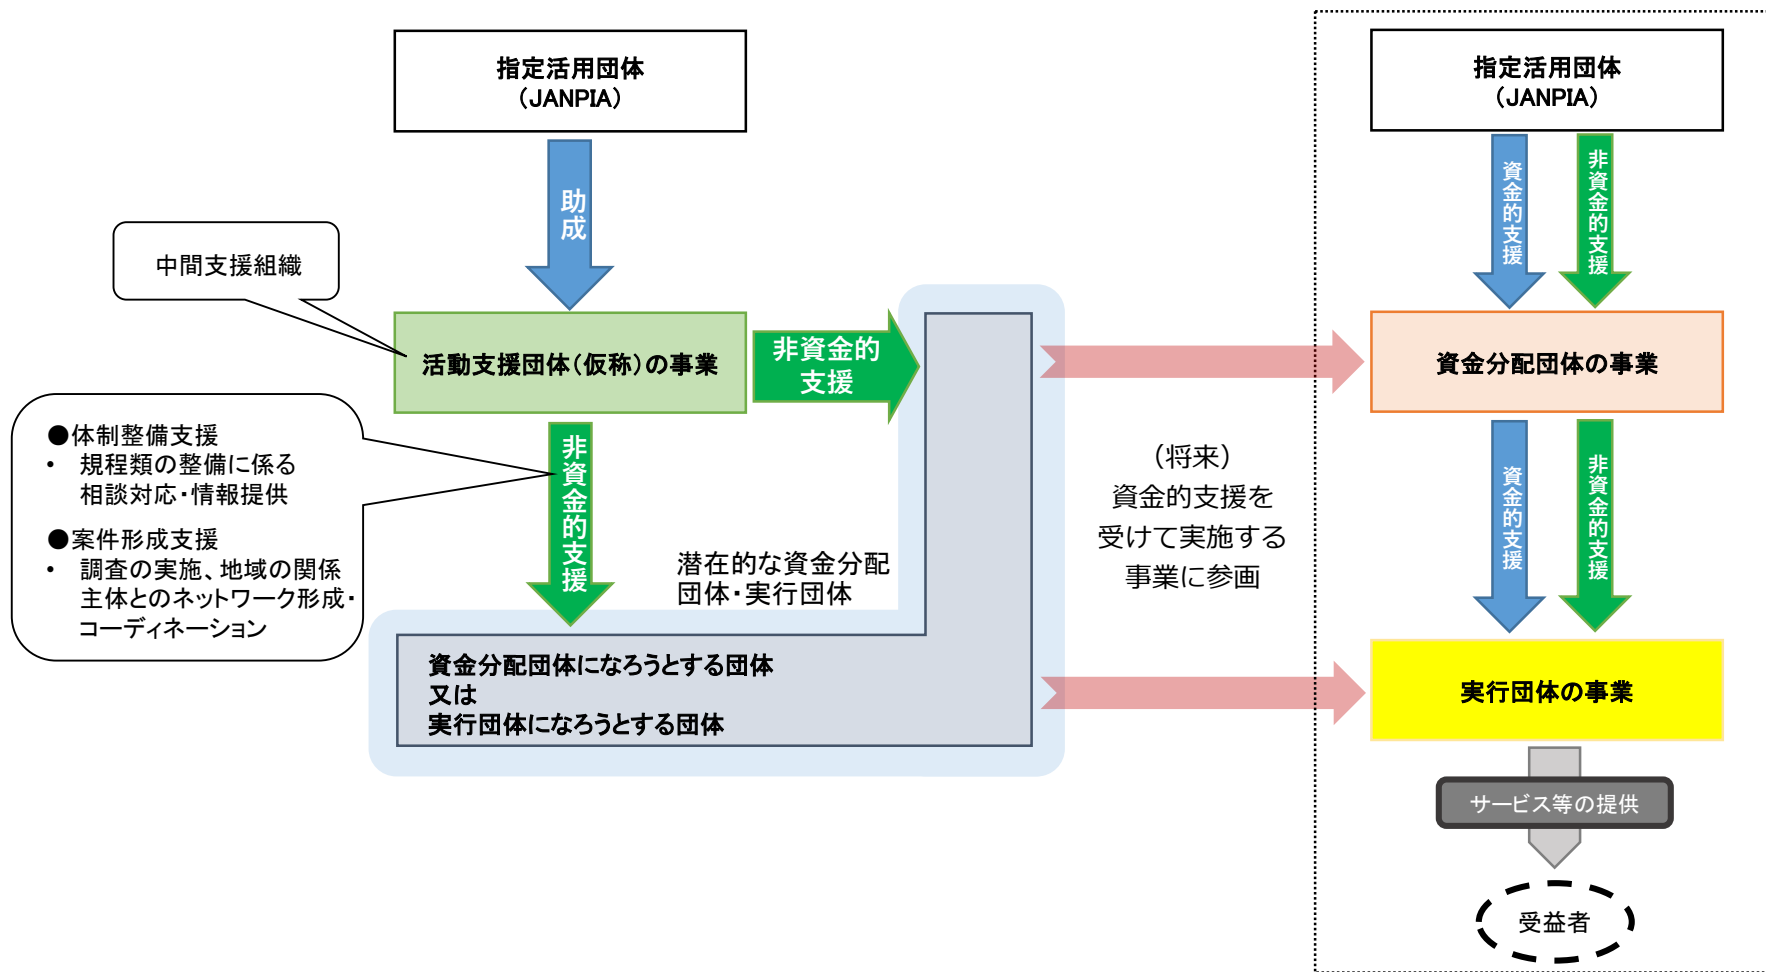 指定活用団体
（JANPIA）
助成
中間支援組織
活動支援団体（仮称）の事業
非資金的
支援
●体制整備支援
・ 規程類の整備に係る
相談対応・情報提供
●案件形成支援
・ 調査の実施、地域の関係
主体とのネットワーク形成・
コーディネーション
非資金的支援
潜在的な資金分配
団体・実行団体
資金分配団体になろうとする団体
又は
実行団体になろうとする団体
（将来）
資金的支援を
受けて実施する
事業に参画
指定活用団体
（JANPIA）
資金的支援
非資金的支援
資金分配団体の事業
資金的支援
非資金的支援
実行団体の事業
サービス等の提供
受益者